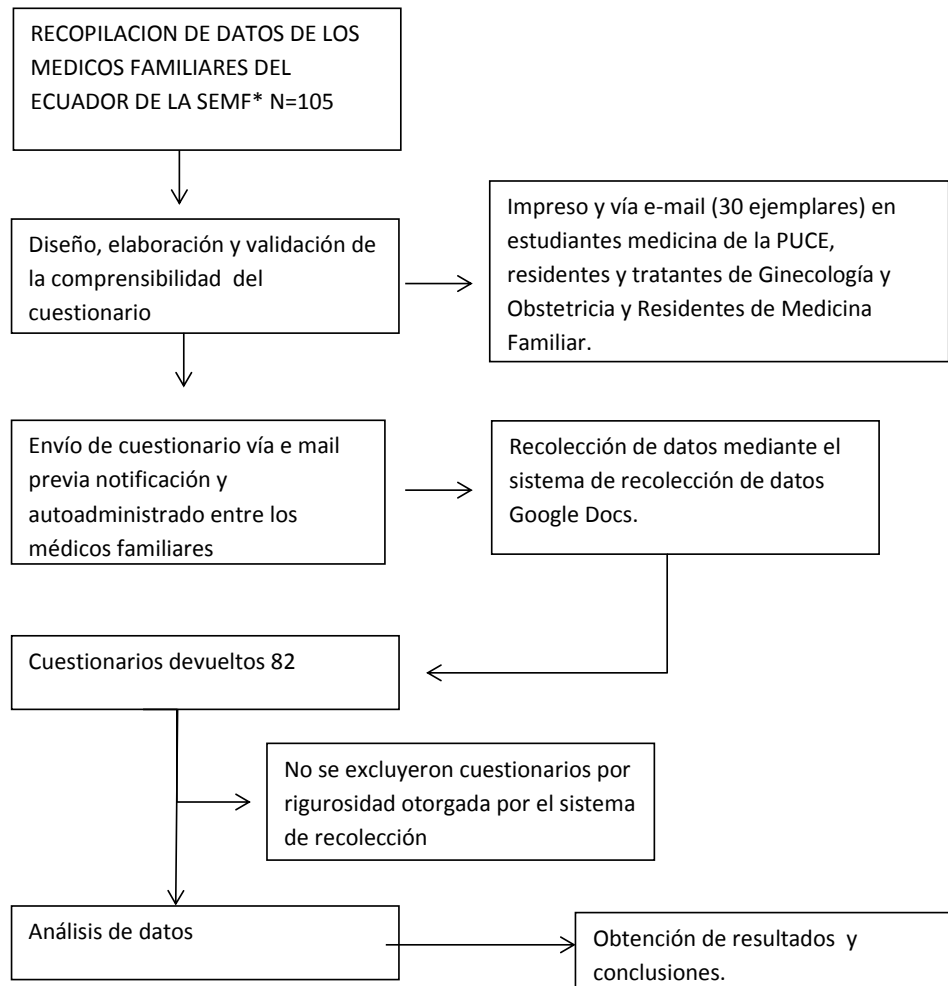 RECOPILACION DE DATOS DE LOS
MEDICOS FAMILIARES DEL
ECUADOR DE LA SEMF* N=105
Diseño, elaboración y validación de
la comprensibilidad del
cuestionario
Impreso y vía e-mail (30 ejemplares) en
estudiantes medicina de la PUCE,
residentes y tratantes de Ginecología y
Obstetricia y Residentes de Medicina
Familiar.
Envío de cuestionario vía e mail
previa notificación y
autoadministrado entre los
médicos familiares
Recolección de datos mediante el
sistema de recolección de datos
Google Docs.
Cuestionarios devueltos 82
No se excluyeron cuestionarios por
rigurosidad otorgada por el sistema
de recolección
Análisis de datos
Obtención de resultados y
conclusiones.